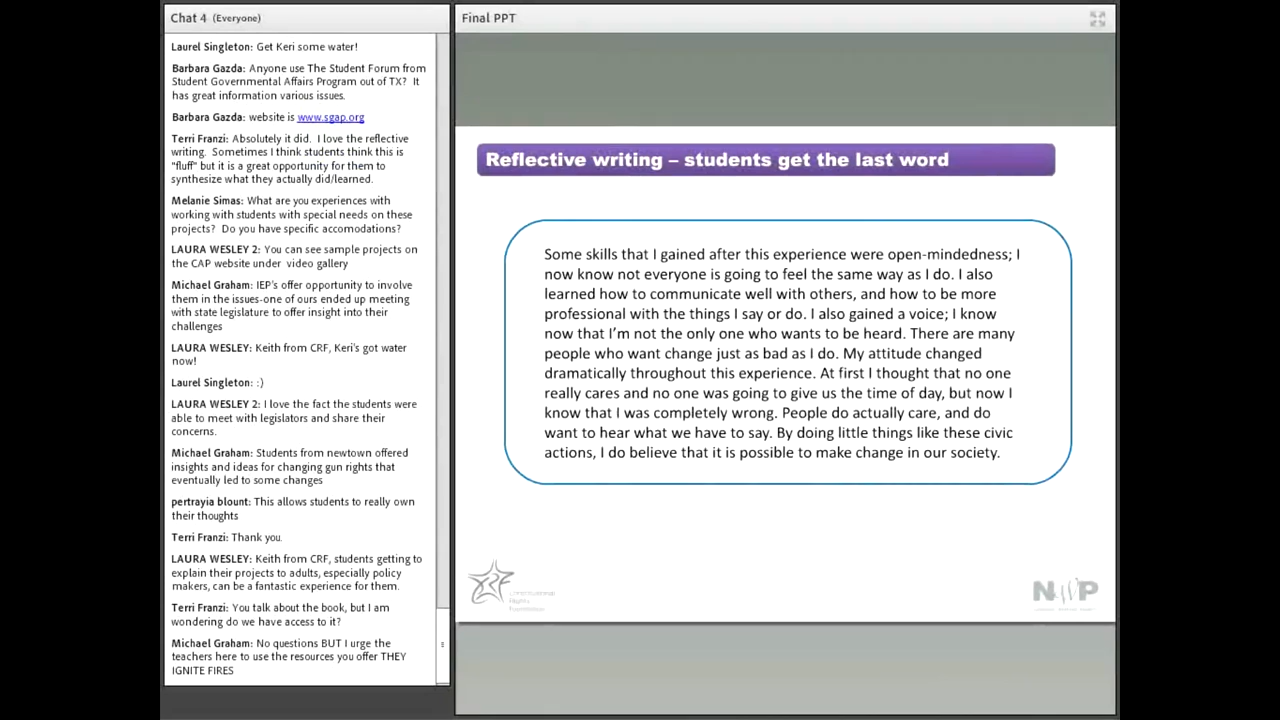 Chat 4 (Everyone)
Laurel Singleton: Get Keri some water!
Barbara Gazda: Anyone use The Student Forum from
Student Governmental Affairs Program out of TX? It
has great information various issues.
Barbara Gazda: website is www.sgap.org
Terri Franzi: Absolutely it did. I love the reflective
writing. Sometimes I think students think this is
"fluff" but it is a great opportunity for them to
synthesize what they actually did/learned.
Melanie Simas: What are you experiences with
working with students with special needs on these
projects? Do you have specific accomodations?
LAURA WESLEY 2: You can see sample projects on
the CAP website under video gallery
Michael Graham: IEP's offer opportunity to involve
them in the issues-one of ours ended up meeting
with state legislature to offer insight into their
challenges
LAURA WESLEY: Keith from CRF, Keri's got water
now!
Laurel Singleton: :)
LAURA WESLEY 2: I love the fact the students were
able to meet with legislators and share their
concerns.
Michael Graham: Students from newtown offered
insights and ideas for changing gun rights that
eventually led to some changes
pertrayia blount: This allows students to really own
their thoughts
Terri Franzi: Thank you.
LAURA WESLEY: Keith from CRF, students getting to
explain their projects to adults, especially policy
makers, can be a fantastic experience for them.
Terri Franzi: You talk about the book, but I am
wondering do we have access to it?
Michael Graham: No questions BUT I urge the
teachers here to use the resources you offer THEY
IGNITE FIRES
Final PPT
Reflective writing – students get the last word
Some skills that I gained after this experience were open-mindedness; I
now know not everyone is going to feel the same way as I do. I also
learned how to communicate well with others, and how to be more
professional with the things I say or do. I also gained a voice; I know
now that I'm not the only one who wants to be heard. There are many
people who want change just as bad as I do. My attitude changed
dramatically throughout this experience. At first I thought that no one
really cares and no one was going to give us the time of day, but now I
know that I was completely wrong. People do actually care, and do
want to hear what we have to say. By doing little things like these civic
actions, I do believe that it is possible to make change in our society.
Constitutional
Rights
Foundation